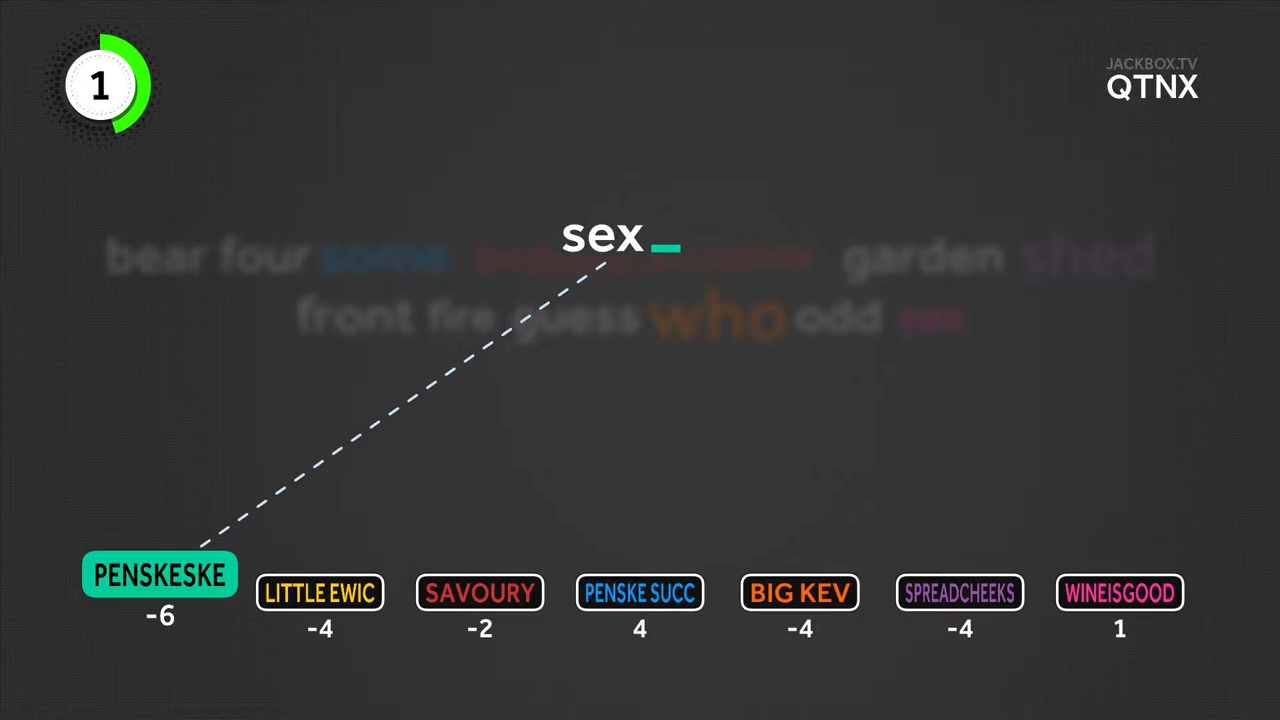 1
JACKBOX.TV
QTNX
sex_
bear four some garden shed
front fire guess who odd sex
PENSKESKE
LITTLE EWIC
SAVOURY
PENSKE SUCC
BIG KEV
SPREADCHEEKS
WINEISGOOD
-6
-4
-2
4
-4
-4
1